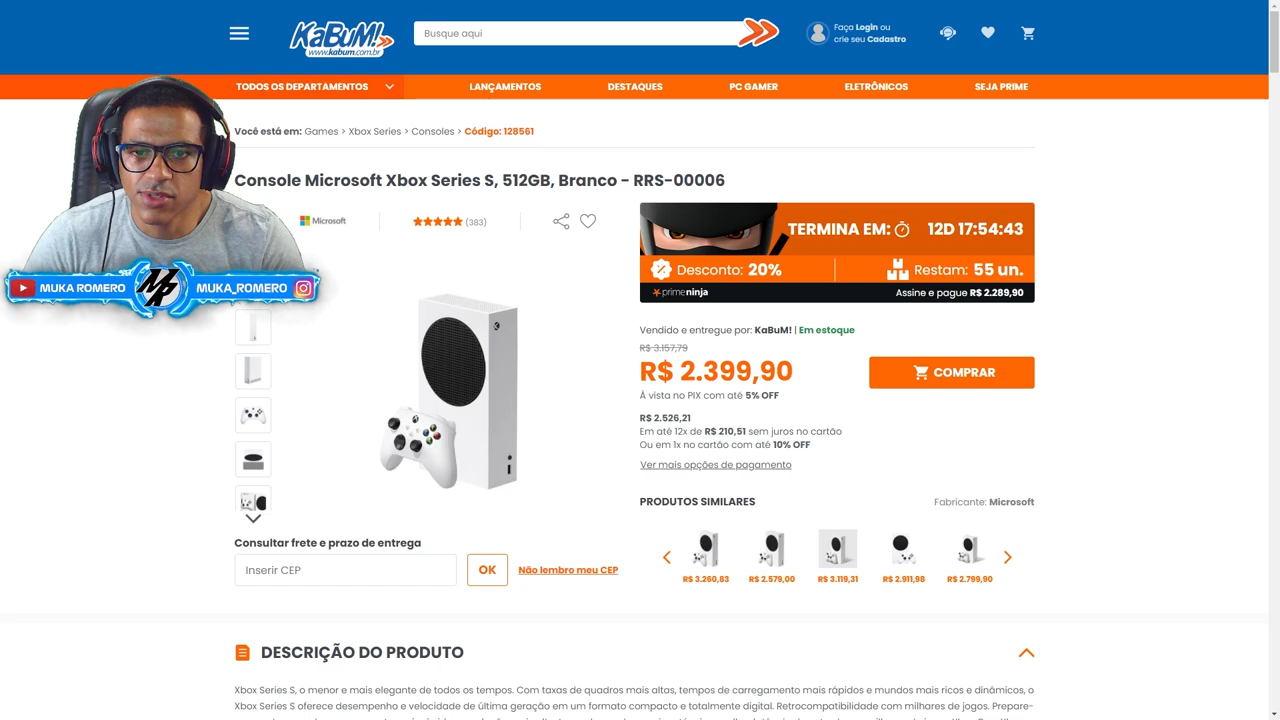 KaBuM!
www.kabum.com.br
Busque aqui
Faça Login ou
crie seu Cadastro
TODOS OS DEPARTAMENTOS
LANÇAMENTOS
DESTAQUES
PC GAMER
ELETRÔNICOS
SEJA PRIME
Você está em: Games > Xbox Series > Consoles > Código: 128561
Console Microsoft Xbox Series S, 512GB, Branco - RRS-00006
Microsoft
(383)
MUKA ROMERO
MUKA_ROMERO
TERMINA EM: 12D 17:54:43
Desconto: 20%
Restam: 55 un.
primeninja
Assine e pague R$ 2.289,90
Vendido e entregue por: KaBuM! | Em estoque
R$ 3.157,79
R$ 2.399,90
COMPRAR
À vista no PIX com até 5% OFF
R$ 2.526,21
Em até 12x de R$ 210,51 sem juros no cartão
Ou em 1x no cartão com até 10% OFF
Ver mais opções de pagamento
PRODUTOS SIMILARES
Fabricante: Microsoft
R$ 3.260,83
R$ 2.579,00
R$ 3.119,31
R$ 2.911,98
R$ 2.799,90
Consultar frete e prazo de entrega
Inserir CEP
OK
Não lembro meu CEP
DESCRIÇÃO DO PRODUTO
Xbox Series S, o menor e mais elegante de todos os tempos. Com taxas de quadros mais altas, tempos de carregamento mais rápidos e mundos mais ricos e dinâmicos, o
Xbox Series S oferece desempenho e velocidade de última geração em um formato compacto e totalmente digital. Retrocompatibilidade com milhares de jogos. Prepare-